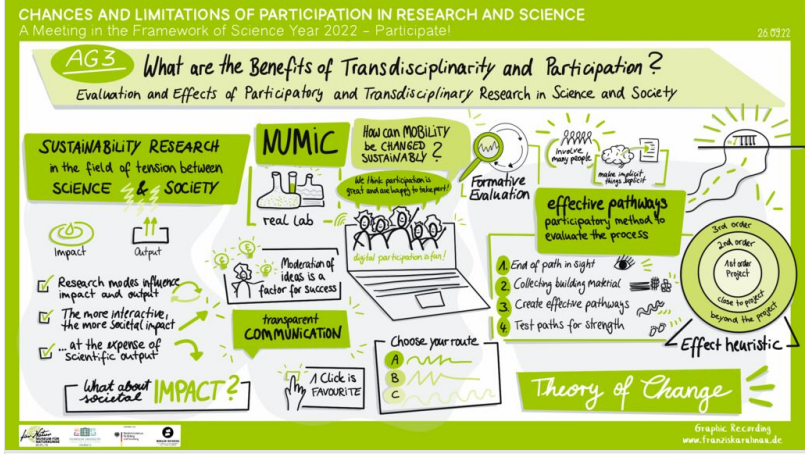 CHANCES AND LIMITATIONS OF PARTICIPATION IN RESEARCH AND SCIENCE
A Meeting in the Framework of Science Year 2022 – Participate!
26.09.22
AG3
What are the Benefits of Transdisciplinarity and Participation?
Evaluation and Effects of Participatory and Transdisciplinary Research in Science and Society
SUSTAINABILITY RESEARCH
in the field of tension between
SCIENCE & SOCIETY
Impact
Output
Research modes influence
impact and output
The more interactive,
the more societal impact
... at the expense of
scientific output
What about
societal
IMPACT?
NUMIC
real lab
How can MOBILITY
be CHANGED
SUSTAINABLY?
We think participation is
great and are happy to take part!
digital participation is fun!
Moderation of
ideas is a
factor for success
transparent
COMMUNICATION
1 Click is
FAVOURITE
Choose your route
A
B
C
Formative
Evaluation
Involve
many people
make implicit
things explicit
effective pathways
participatory method to
evaluate the process
1. End of path in sight
2. Collecting building material
3. Create effective pathways
4. Test paths for strength
3rd order
2nd order
1st order
Project
close to project
beyond the project
Effect heuristic
Theory of Change
Graphic Recording
www.franziskaruhnau.de
für Natur
MUSEUM FÜR
NATURKUNDE
BERLIN